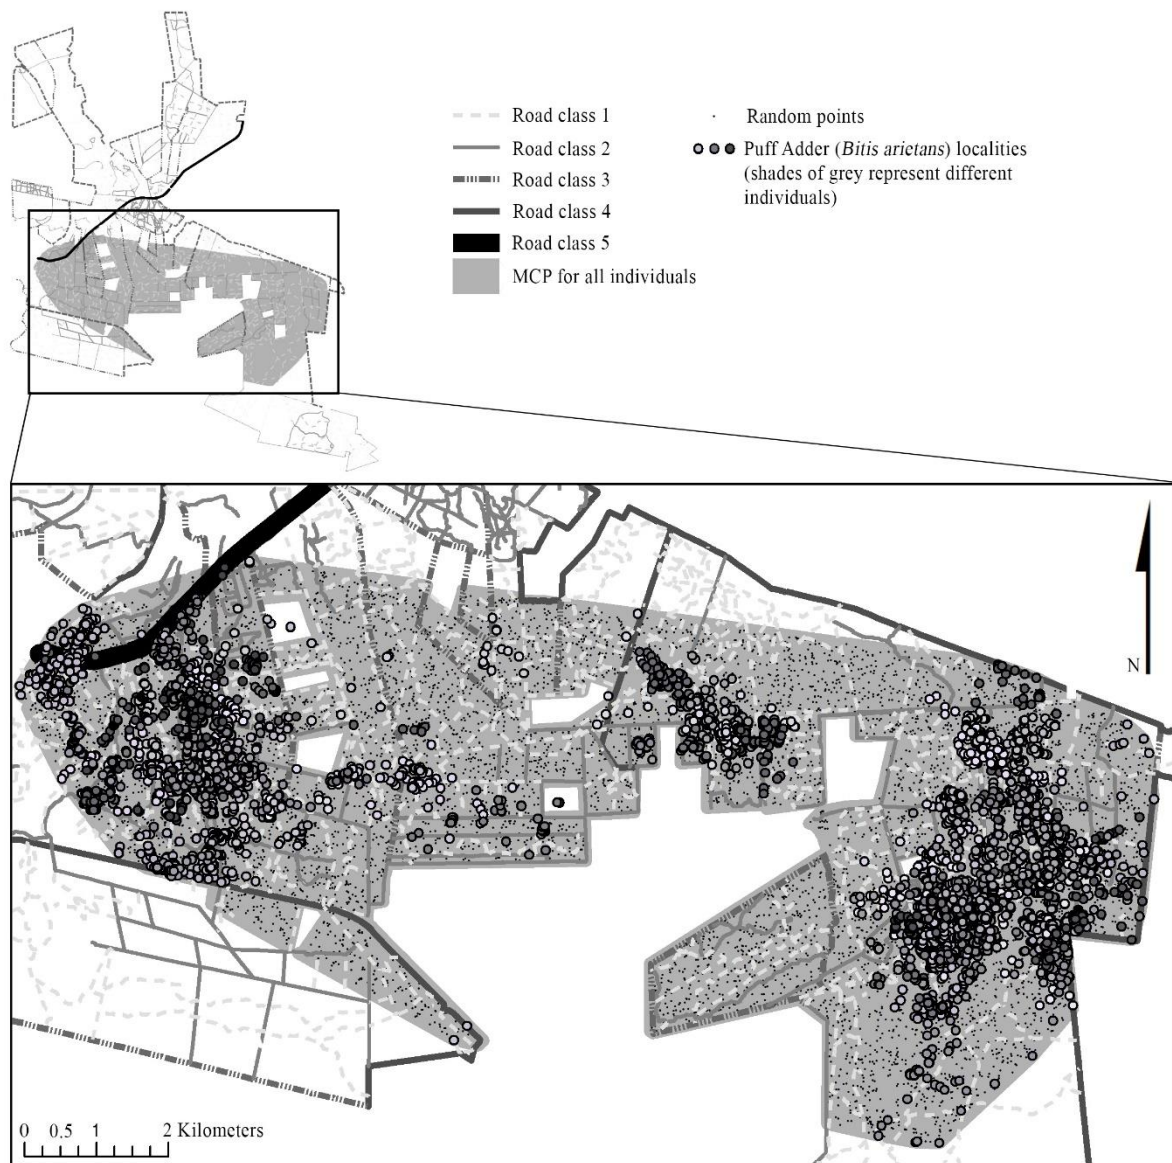 Road class 1
Road class 2
Road class 3
Road class 4
Road class 5
MCP for all individuals
Random points
Puff Adder (Bitis arietans) localities
(shades of grey represent different
individuals)
N
0 0.5 1 2 Kilometers